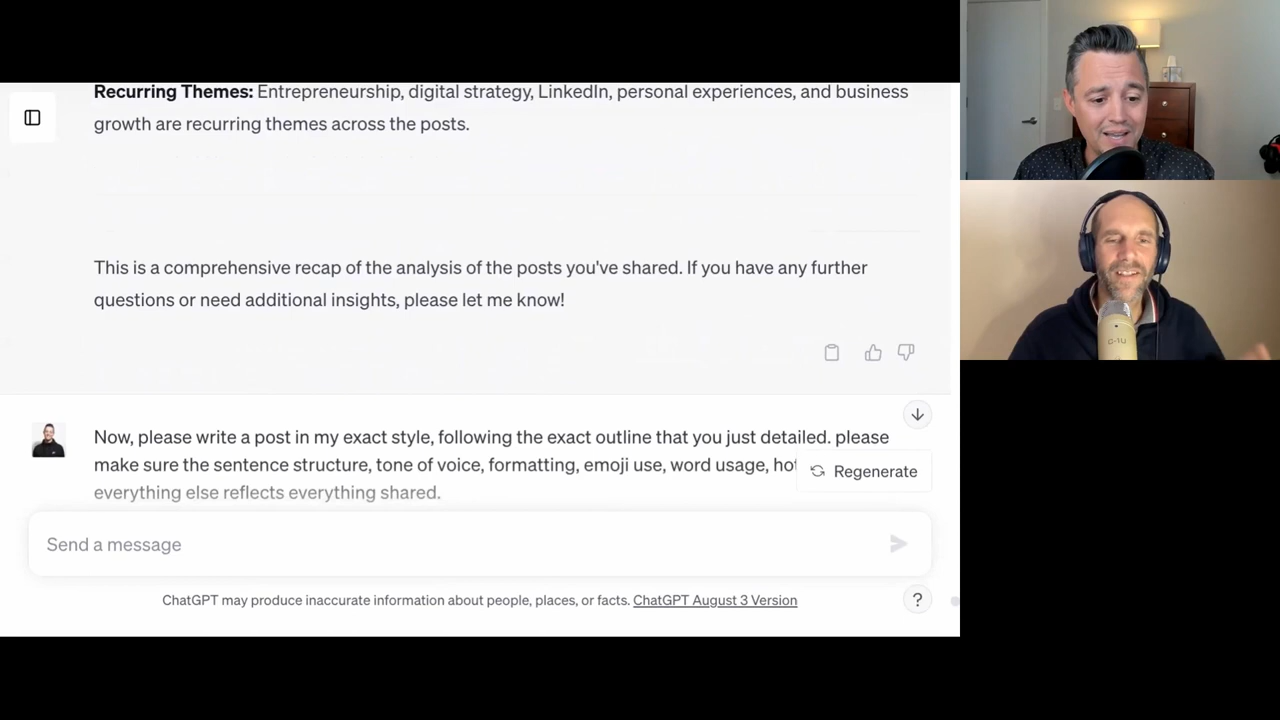 Recurring Themes: Entrepreneurship, digital strategy, LinkedIn, personal experiences, and business
growth are recurring themes across the posts.
This is a comprehensive recap of the analysis of the posts you've shared. If you have any further
questions or need additional insights, please let me know!
Now, please write a post in my exact style, following the exact outline that you just detailed. please
make sure the sentence structure, tone of voice, formatting, emoji use, word usage,
Regenerate
everything else reflects everything shared.
Send a message
ChatGPT may produce inaccurate information about people, places, or facts. ChatGPT August 3 Version
?
C-1U